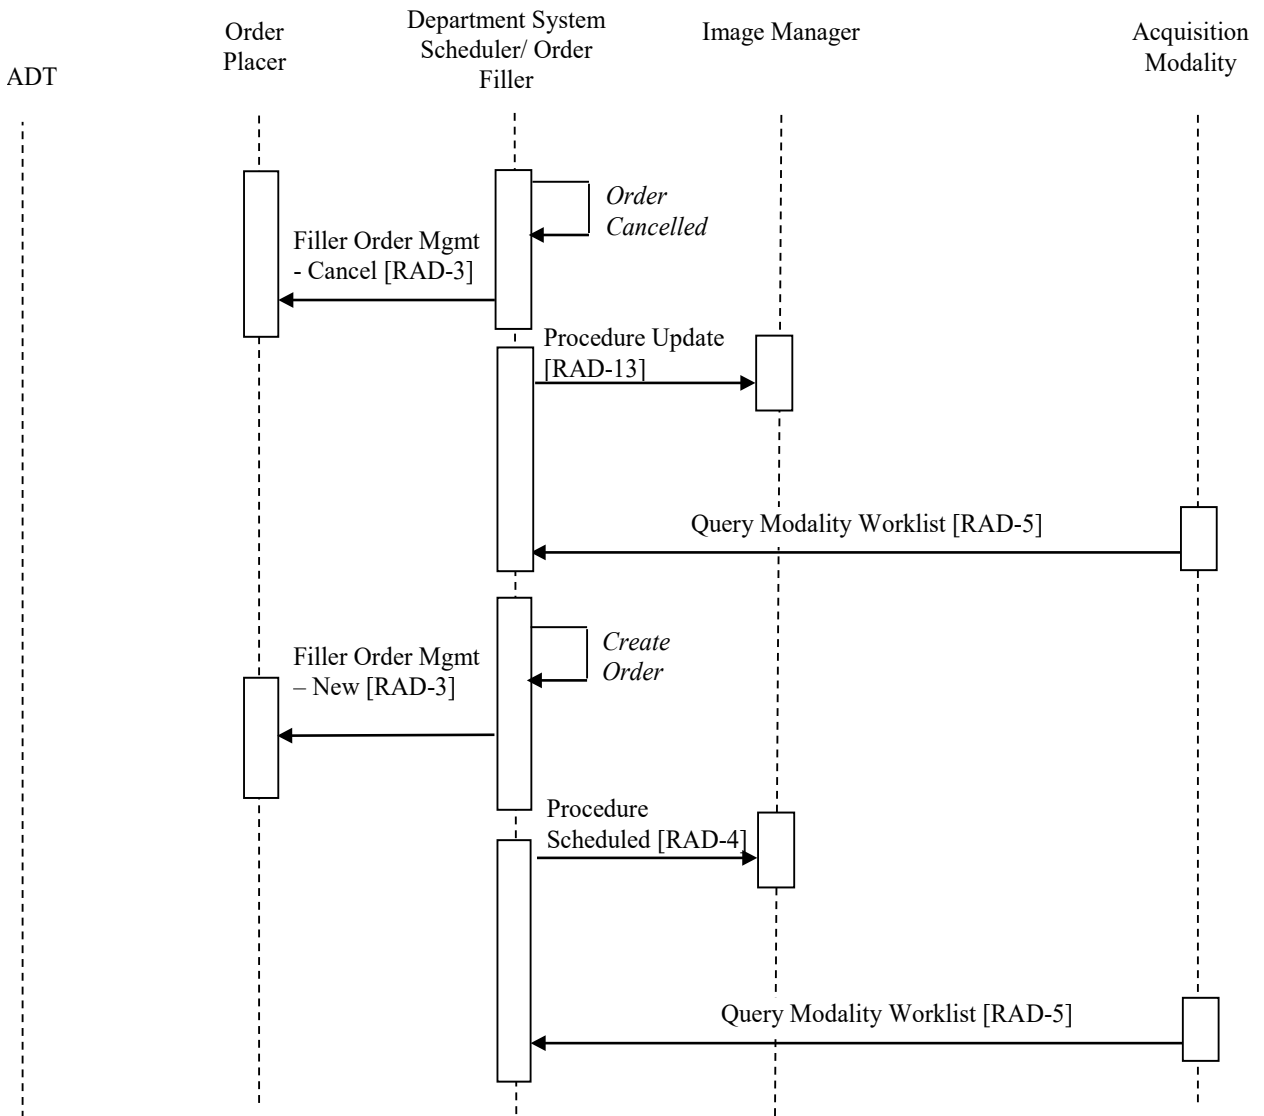 ADT
Order
Placer
Department System
Scheduler/ Order
Filler
Image Manager
Acquisition
Modality
Order
Cancelled
Filler Order Mgmt
- Cancel [RAD-3]
Procedure Update
[RAD-13]
Query Modality Worklist [RAD-5]
Create
Order
Filler Order Mgmt
– New [RAD-3]
Procedure
Scheduled [RAD-4]
Query Modality Worklist [RAD-5]